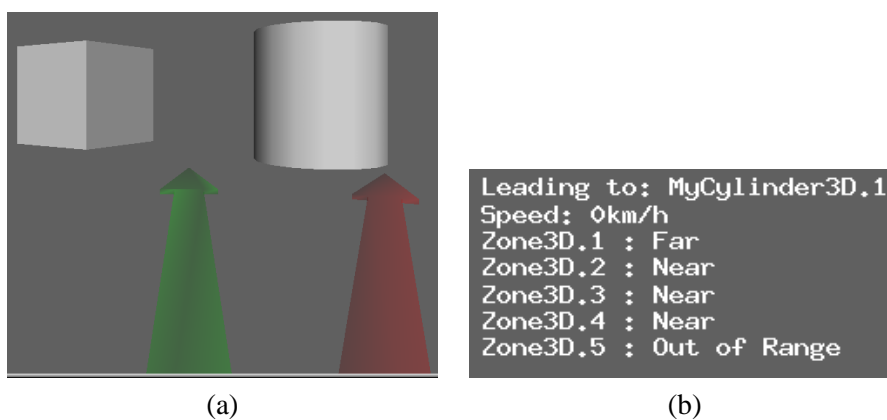 Leading to: MyCylinder3D.1
Speed: 0km/h
Zone3D.1 : Far
Zone3D.2 : Near
Zone3D.3 : Near
Zone3D.4 : Near
Zone3D.5 : Out of Range
(a)
(b)